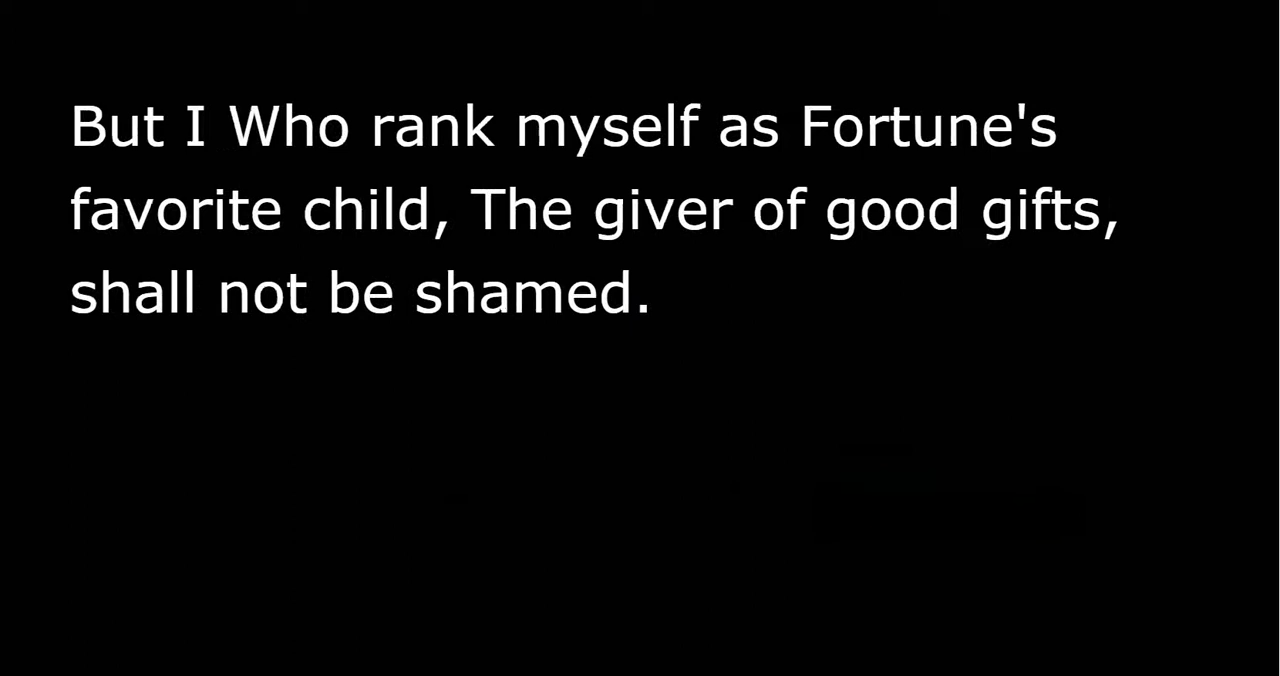 But I Who rank myself as Fortune's
favorite child, The giver of good gifts,
shall not be shamed.